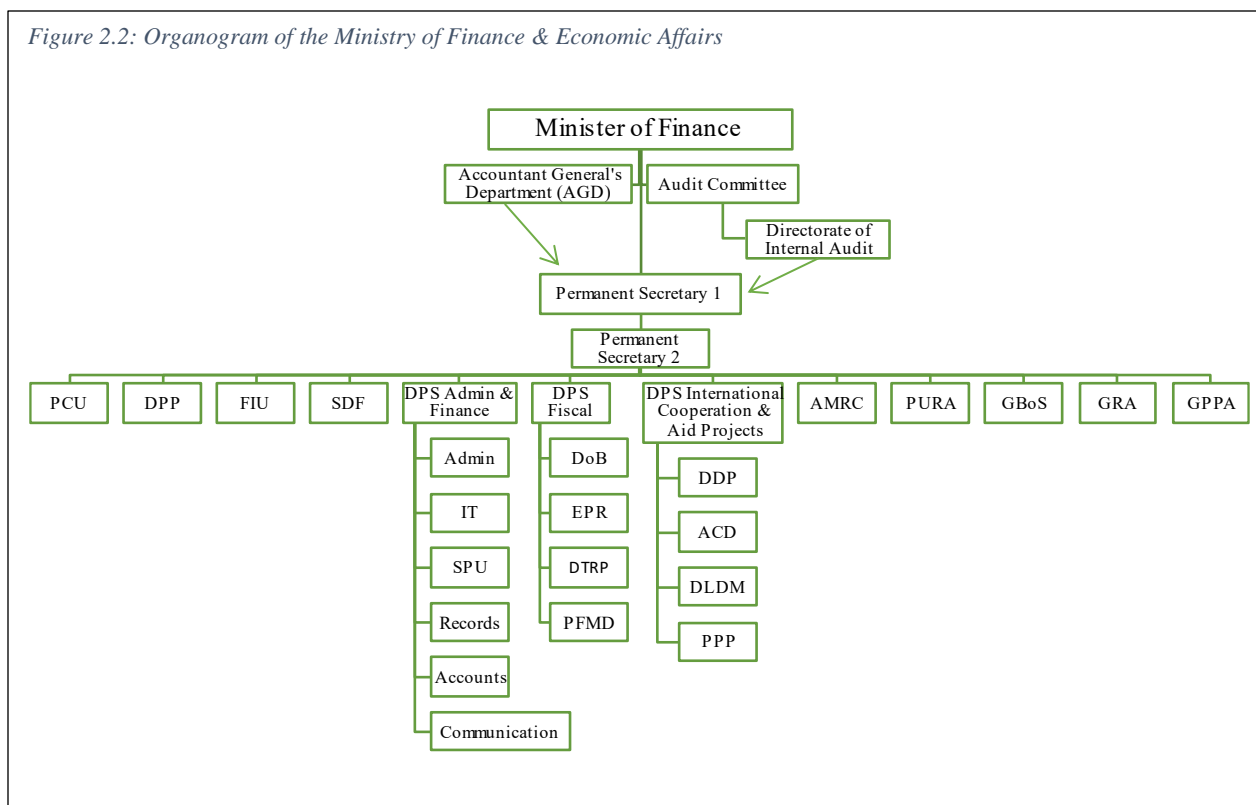 Figure 2.2: Organogram of the Ministry of Finance & Economic Affairs
Minister of Finance
Accountant General's
Department (AGD)
Audit Committee
Directorate of
Internal Audit
Permanent Secretary 1
Permanent
Secretary 2
PCU
DPP
FIU
SDF
DPS Admin &
Finance
DPS
Fiscal
DPS International
Cooperation &
Aid Projects
AMRC
PURA
GBoS
GRA
GPPA
Admin
IT
SPU
Records
Accounts
Communication
DoB
EPR
DTRP
PFMD
DDP
ACD
DLDM
PPP